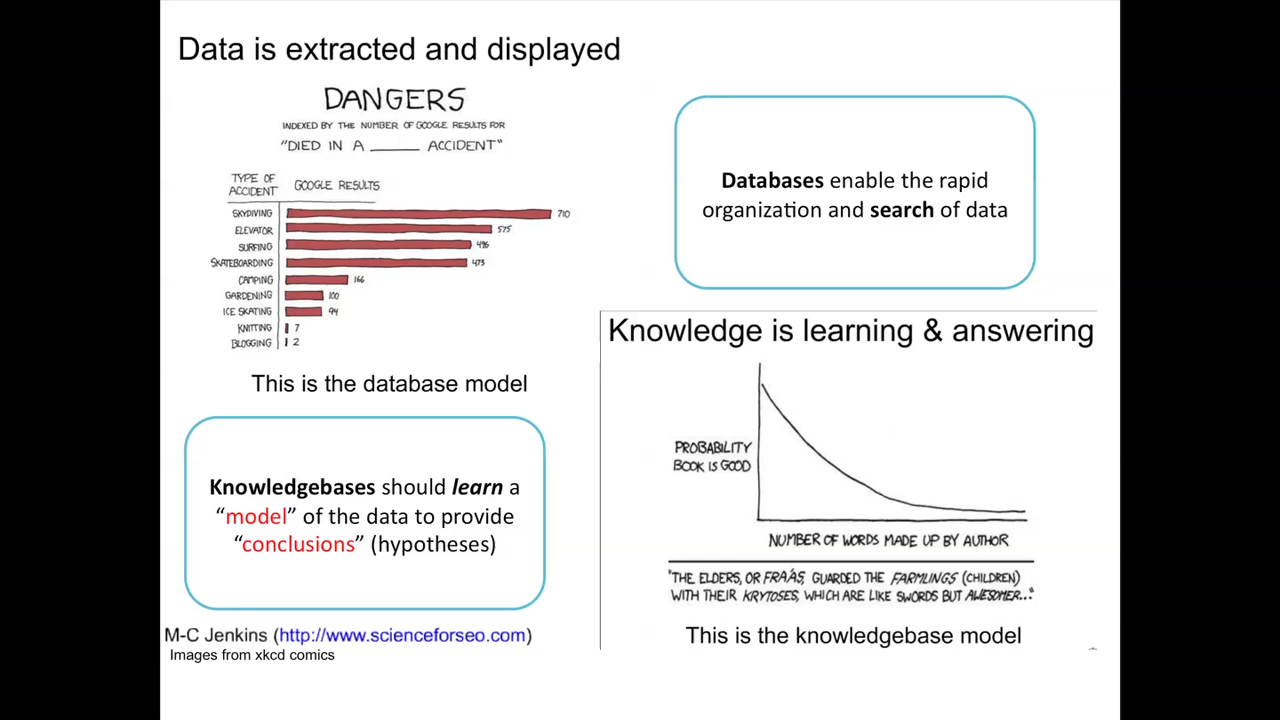 Data is extracted and displayed
DANGERS
INDEXED BY THE NUMBER OF GOOGLE RESULTS FOR
"DIED IN A _____ ACCIDENT"
TYPE OF
ACCIDENT
GOOGLE RESULTS
SKYDIVING 710
ELEVATOR 575
SURFING 496
SKATEBOARDING 473
CAMPING 166
GARDENING 100
ICE SKATING 94
KNITTING 7
BLOGGING 2
This is the database model
Databases enable the rapid
organization and search of data
Knowledgebases should learn a
“model” of the data to provide
“conclusions” (hypotheses)
M-C Jenkins (http://www.scienceforseo.com)
Images from xkcd comics
Knowledge is learning & answering
PROBABILITY
BOOK IS GOOD
NUMBER OF WORDS MADE UP BY AUTHOR
"THE ELDERS, OR FRAÁS, GUARDED THE FARMLINGS (CHILDREN)
WITH THEIR KRYTOSES, WHICH ARE LIKE SWORDS BUT AWESOMER..."
This is the knowledgebase model